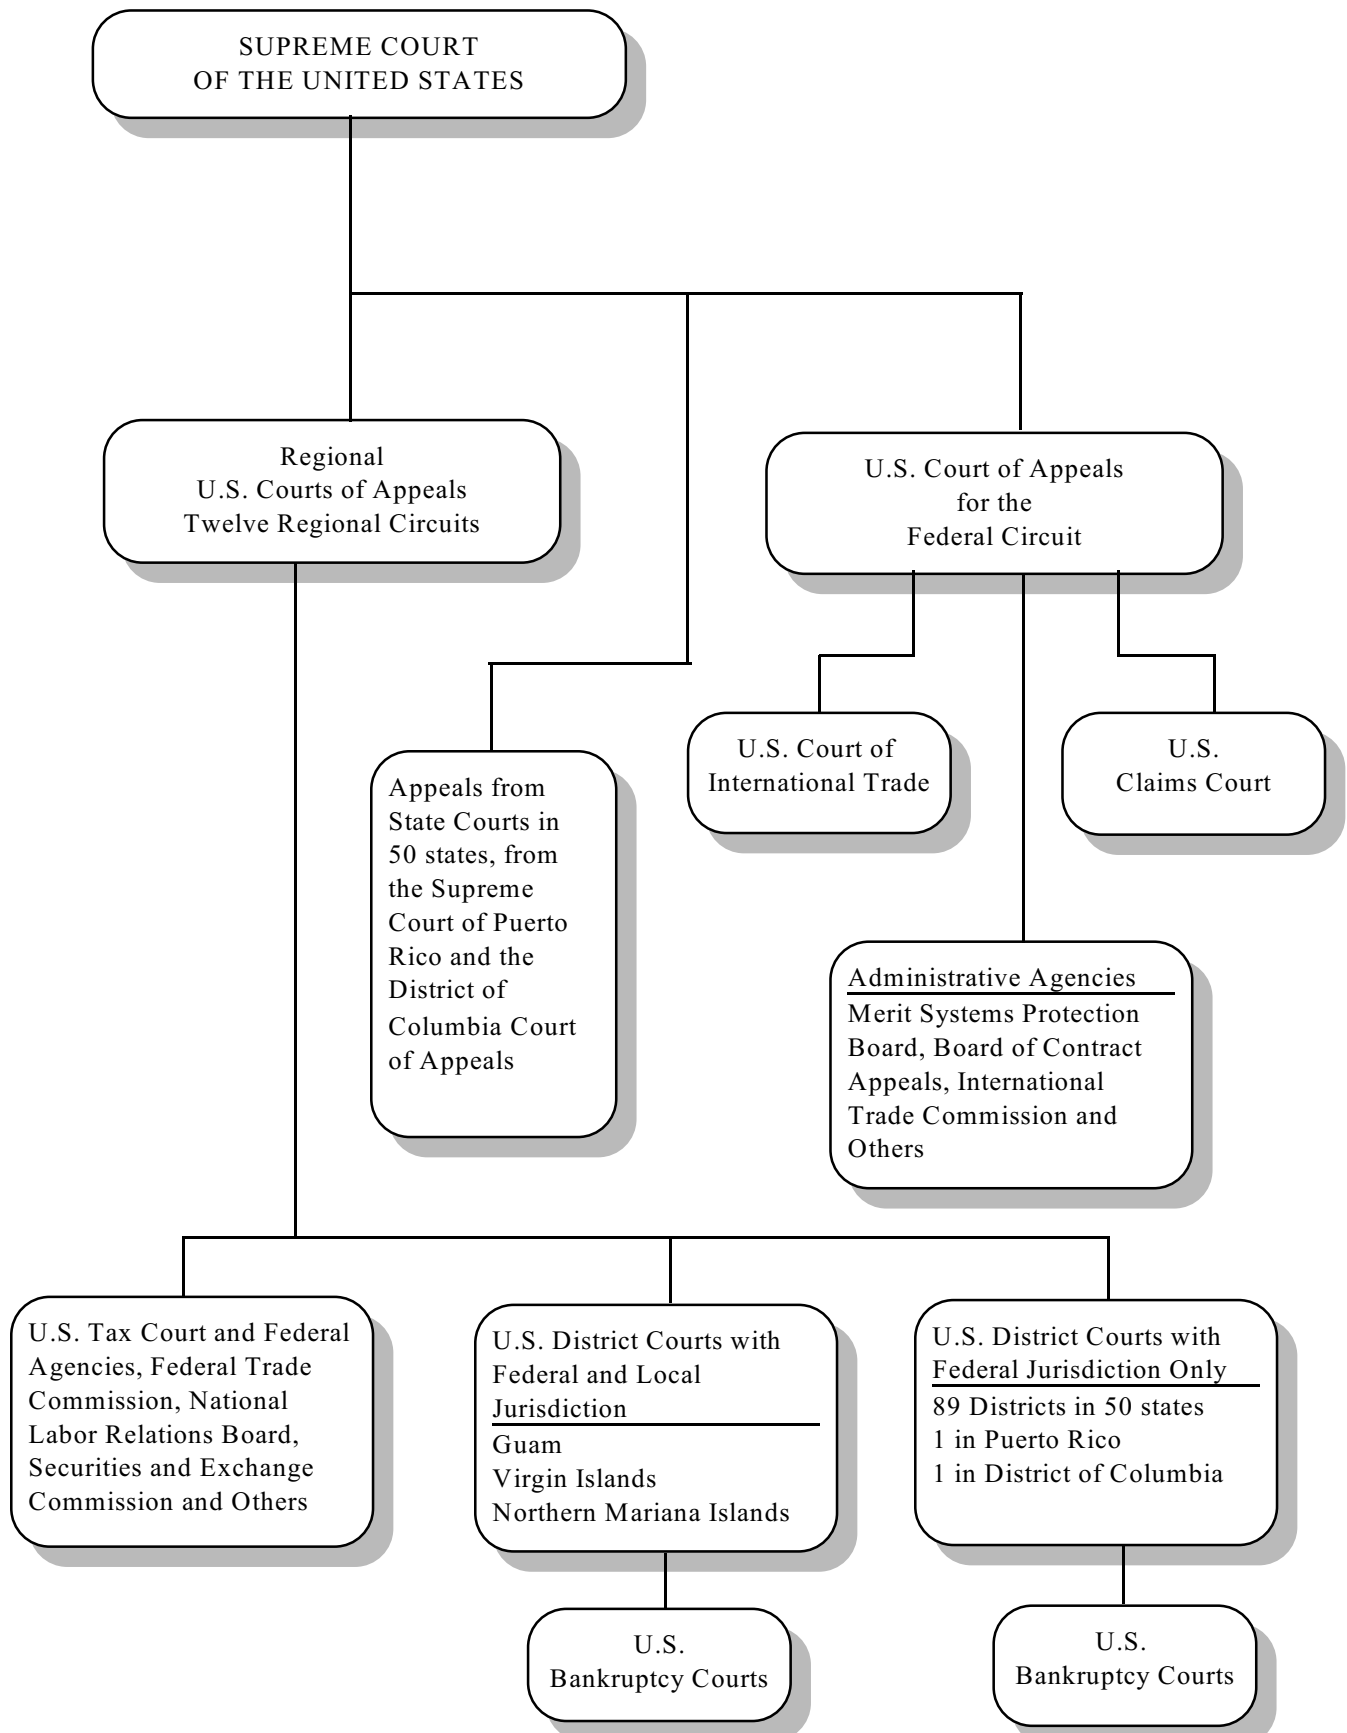 SUPREME COURT
OF THE UNITED STATES
Regional
U.S. Courts of Appeals
Twelve Regional Circuits
U.S. Court of Appeals
for the
Federal Circuit
U.S. Court of
International Trade
U.S.
Claims Court
Appeals from
State Courts in
50 states, from
the Supreme
Court of Puerto
Rico and the
District of
Columbia Court
of Appeals
Administrative Agencies
Merit Systems Protection
Board, Board of Contract
Appeals, International
Trade Commission and
Others
U.S. Tax Court and Federal
Agencies, Federal Trade
Commission, National
Labor Relations Board,
Securities and Exchange
Commission and Others
U.S. District Courts with
Federal and Local
Jurisdiction
Guam
Virgin Islands
Northern Mariana Islands
U.S. District Courts with
Federal Jurisdiction Only
89 Districts in 50 states
1 in Puerto Rico
1 in District of Columbia
U.S.
Bankruptcy Courts
U.S.
Bankruptcy Courts